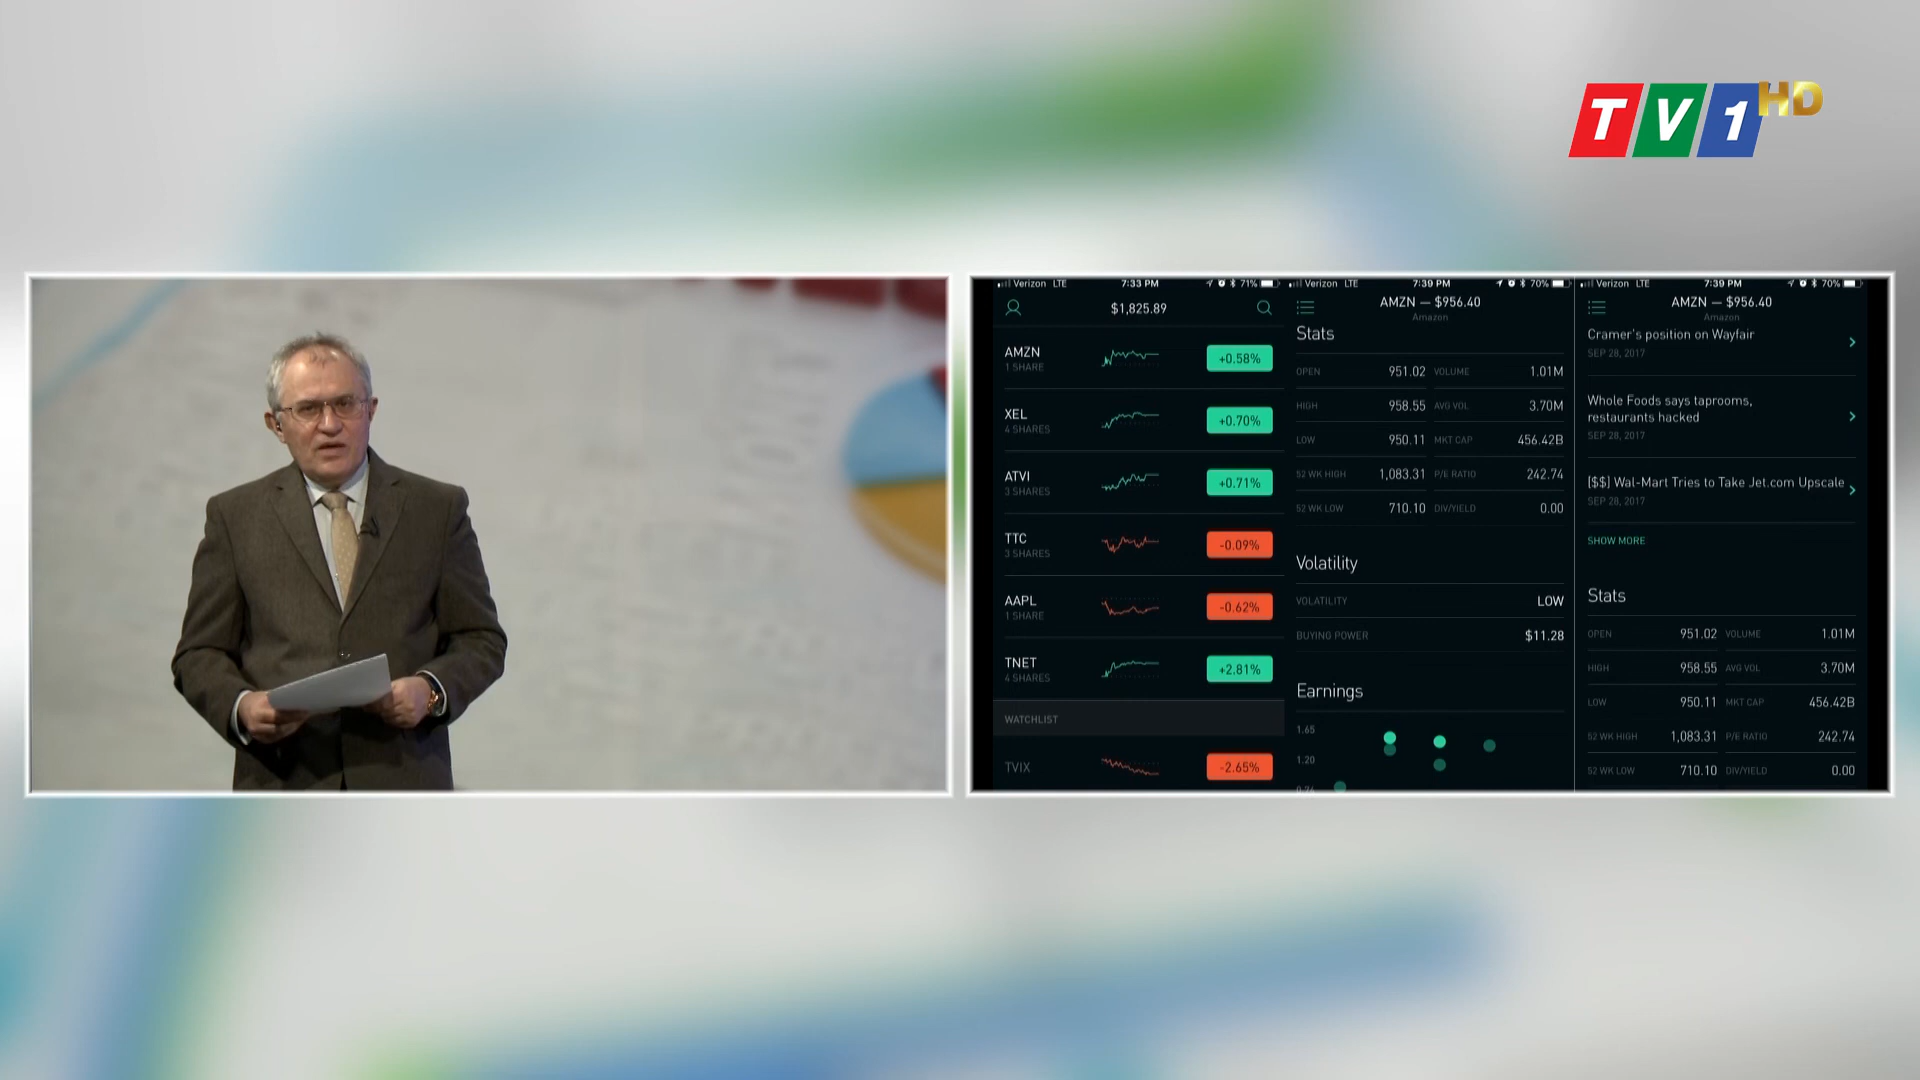 TV1 HD
Verizon LTE 7:33 PM 71%
$1,825.89
AMZN
1 SHARE
+0.58%
XEL
4 SHARES
+0.70%
ATVI
3 SHARES
+0.71%
TTC
3 SHARES
-0.09%
AAPL
1 SHARE
-0.62%
TNET
4 SHARES
+2.81%
WATCHLIST
TVIX
-2.65%
Verizon LTE 7:39 PM 70%
AMZN — $956.40
Amazon
Stats
OPEN 951.02 VOLUME 1.01M
HIGH 958.55 AVG VOL 3.70M
LOW 950.11 MKT CAP 456.42B
52 WK HIGH 1,083.31 P/E RATIO 242.74
52 WK LOW 710.10 DIV/YIELD 0.00
Volatility
VOLATILITY LOW
BUYING POWER $11.28
Earnings
1.65
1.20
Verizon LTE 7:39 PM 70%
AMZN — $956.40
Amazon
Cramer's position on Wayfair
SEP 28, 2017
Whole Foods says taprooms,
restaurants hacked
SEP 28, 2017
[$$] Wal-Mart Tries to Take Jet.com Upscale
SEP 28, 2017
SHOW MORE
Stats
OPEN 951.02 VOLUME 1.01M
HIGH 958.55 AVG VOL 3.70M
LOW 950.11 MKT CAP 456.42B
52 WK HIGH 1,083.31 P/E RATIO 242.74
52 WK LOW 710.10 DIV/YIELD 0.00